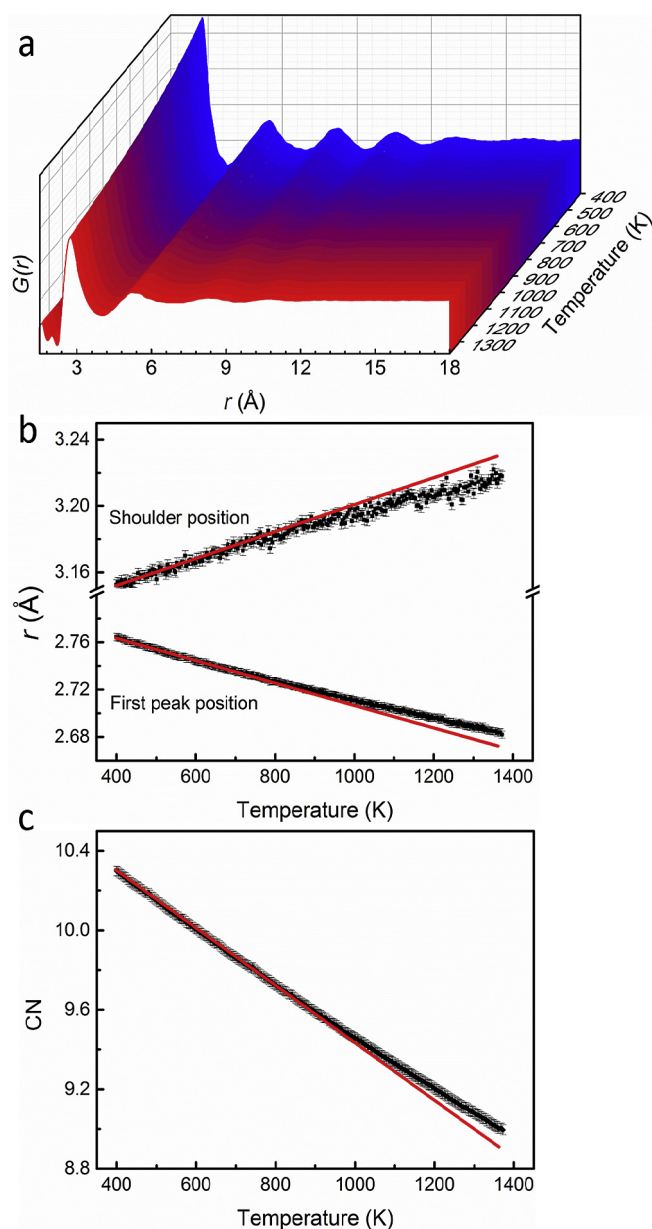 a
G(r)
3 6 9 12 15 18
r (Å)
400
500
600
700
800
900
1000
1100
1200
1300
Temperature (K)
b
3.24
3.20
3.16
2.76
2.72
2.68
r (Å)
Shoulder position
First peak position
400 600 800 1000 1200 1400
Temperature (K)
c
10.4
10.0
9.6
9.2
8.8
CN
400 600 800 1000 1200 1400
Temperature (K)